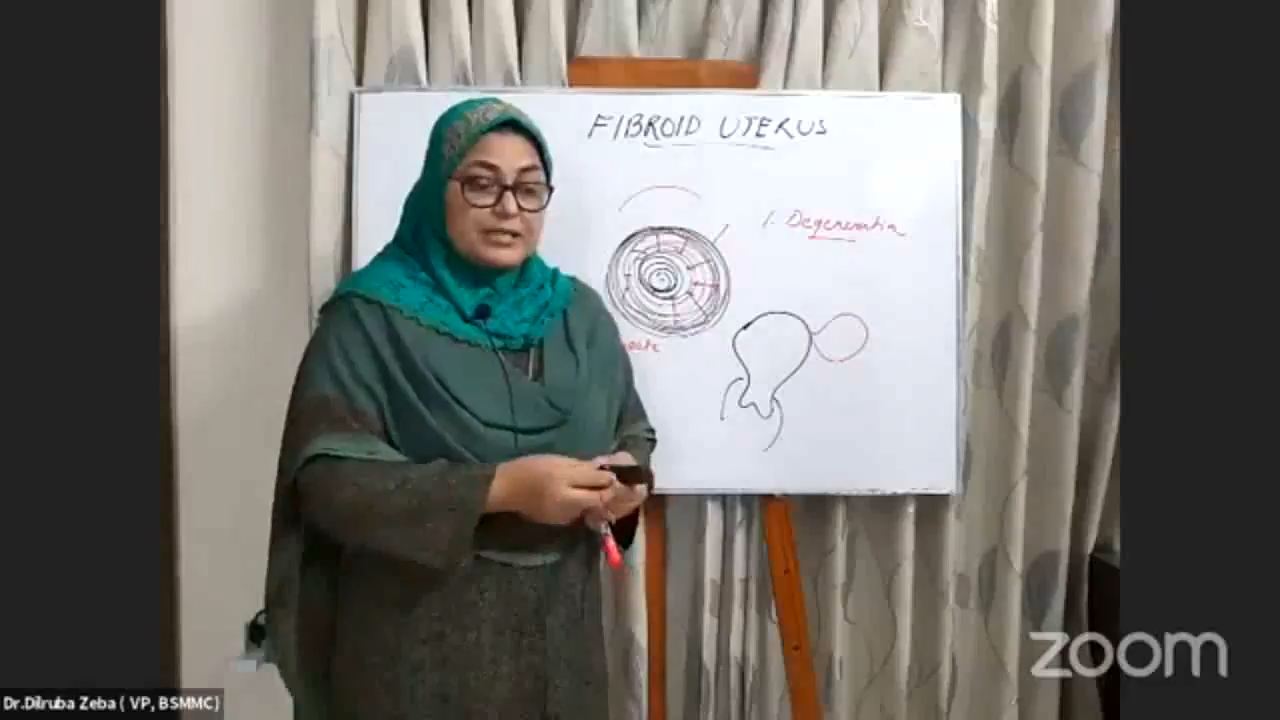 FIBROID UTERUS
1. Degeneration
zoom
Dr.Dilruba Zeba ( VP, BSMMC)